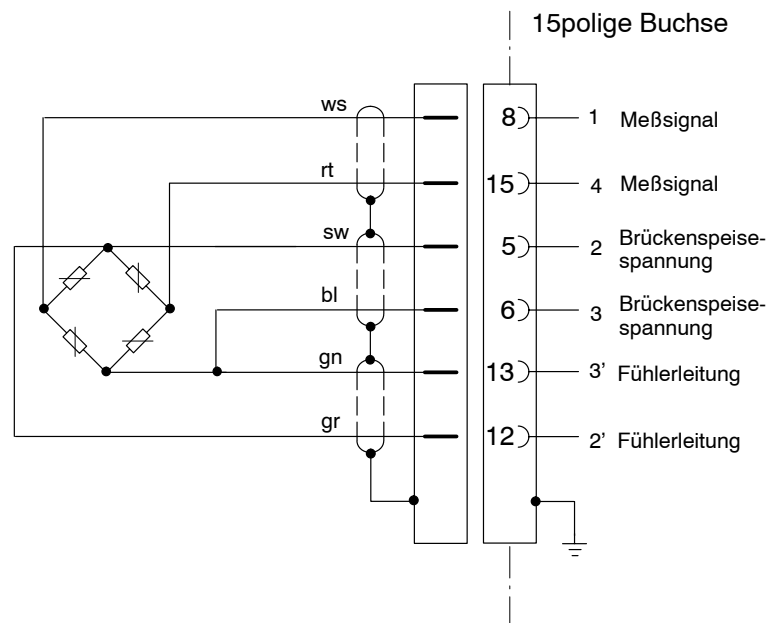 15polige Buchse
ws 8 1 Meßsignal
rt 15 4 Meßsignal
sw 5 2 Brückenspeise-
spannung
bl 6 3 Brückenspeise-
spannung
gn 13 3’ Fühlerleitung
gr 12 2’ Fühlerleitung